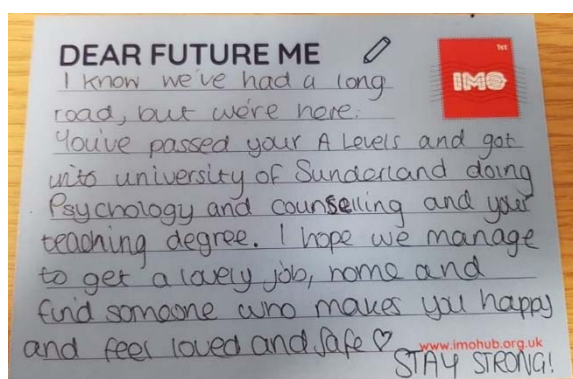 DEAR FUTURE ME
1st
IMO
I know we've had a long
road, but we're here.
You've passed your A Levels and got
into university of Sunderland doing
Psychology and counselling and your
teaching degree. I hope we manage
to get a lovely job, home and
find someone who makes you happy
and feel loved and safe ♡
www.imohub.org.uk
STAY STRONG!